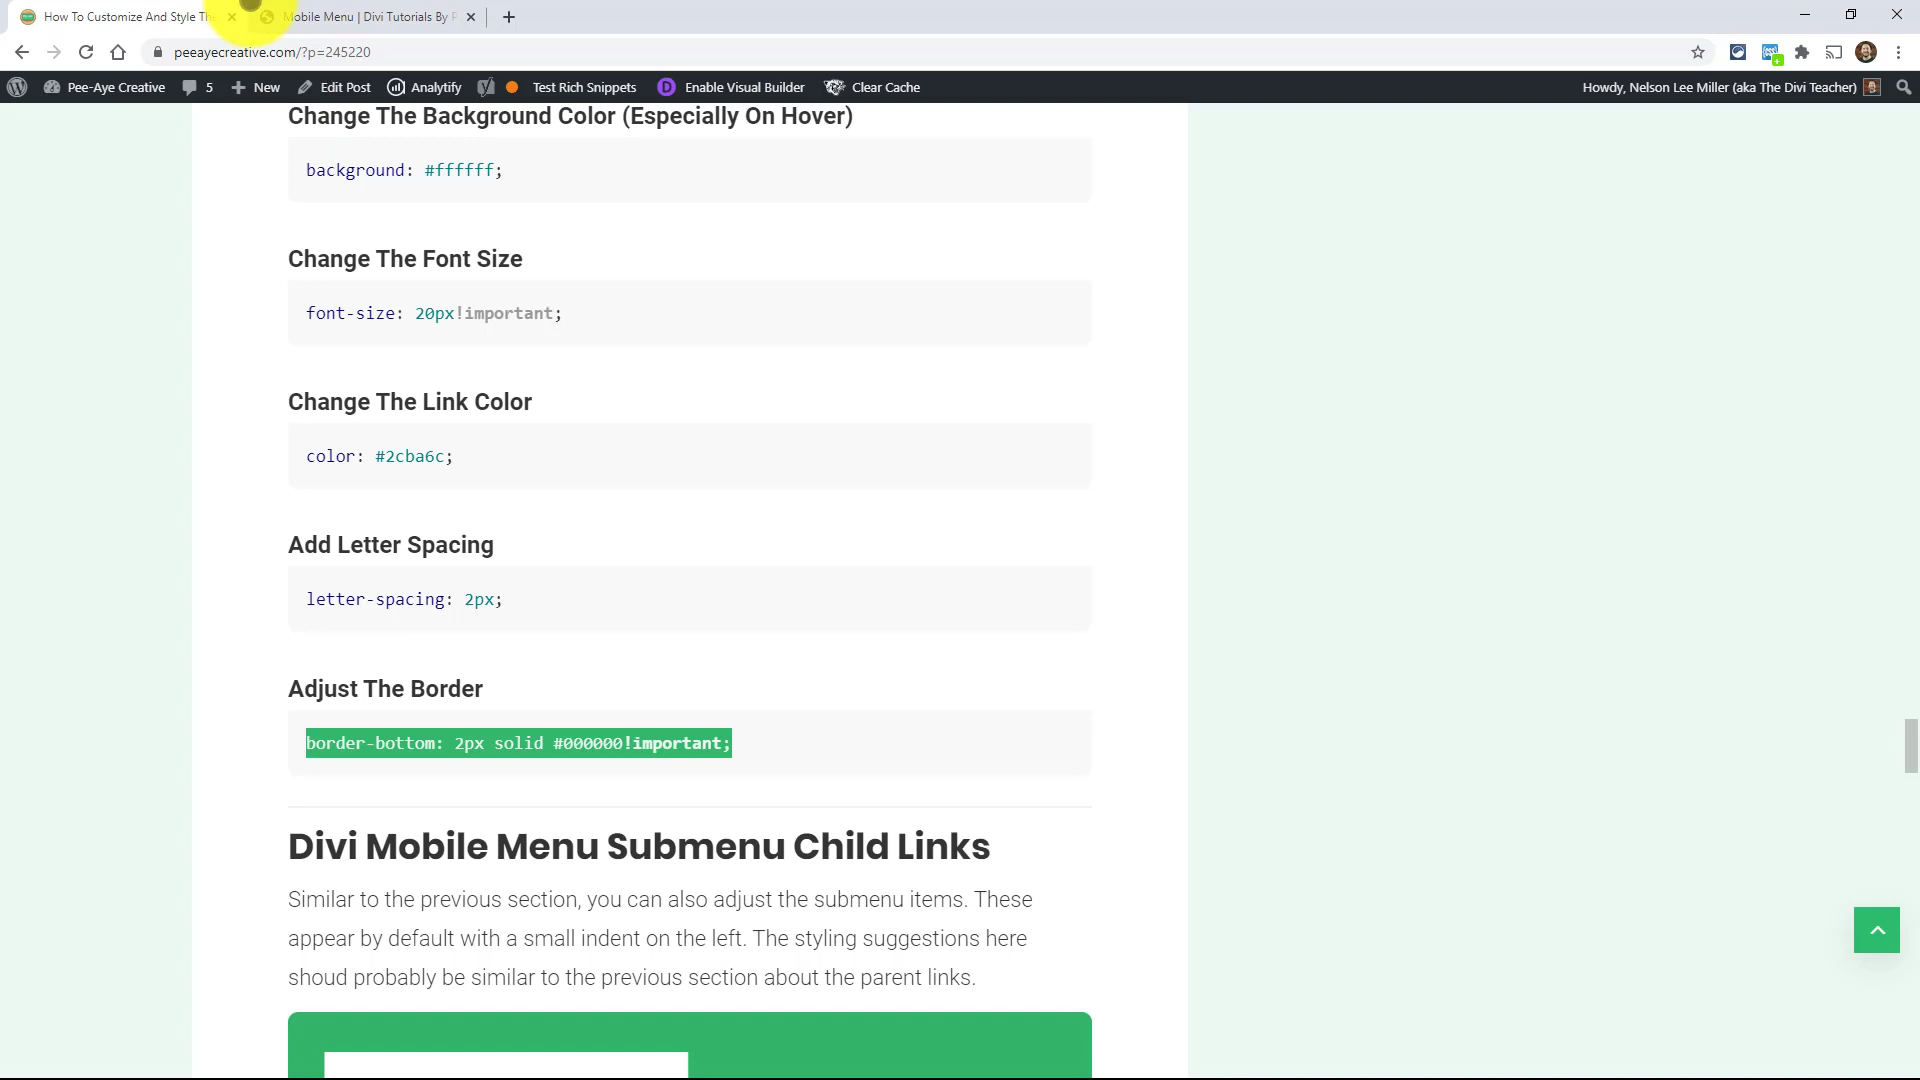 How To Customize And Style The
Mobile Menu | Divi Tutorials By P
peeayecreative.com/?p=245220
Pee-Aye Creative
5
New
Edit Post
Analytify
Test Rich Snippets
Enable Visual Builder
Clear Cache
Howdy, Nelson Lee Miller (aka The Divi Teacher)
Change The Background Color (Especially On Hover)
background: #ffffff;
Change The Font Size
font-size: 20px!important;
Change The Link Color
color: #2cba6c;
Add Letter Spacing
letter-spacing: 2px;
Adjust The Border
border-bottom: 2px solid #000000!important;
Divi Mobile Menu Submenu Child Links
Similar to the previous section, you can also adjust the submenu items. These
appear by default with a small indent on the left. The styling suggestions here
shoud probably be similar to the previous section about the parent links.